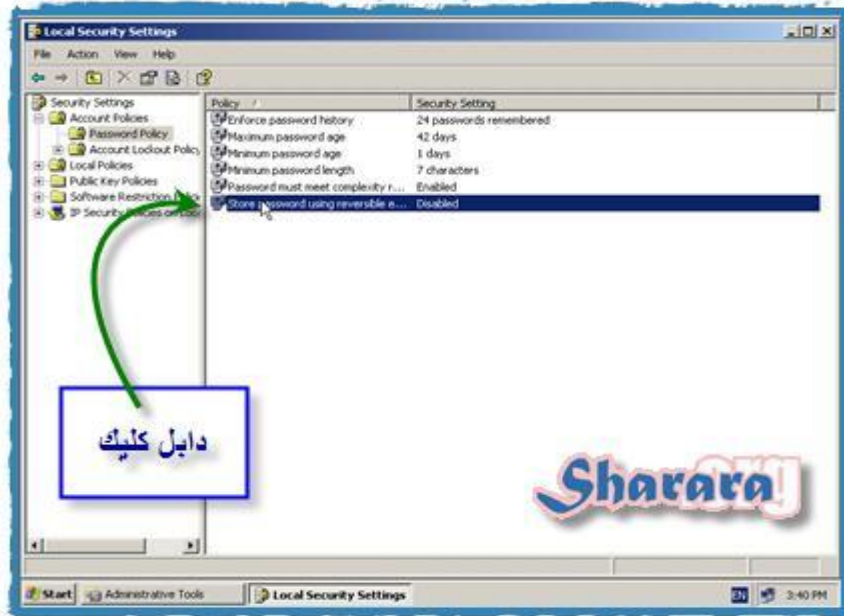 Local Security Settings
File Action View Help
Security Settings
Account Policies
Password Policy
Account Lockout Policy
Local Policies
Public Key Policies
Software Restriction
IP Security Policies on
Policy Security Setting
Enforce password history 24 passwords remembered
Maximum password age 42 days
Minimum password age 1 days
Minimum password length 7 characters
Password must meet complexity r... Enabled
Store password using reversible e... Disabled
دابل كليك
Sharara.org
Start Administrative Tools Local Security Settings EN 3:40 PM